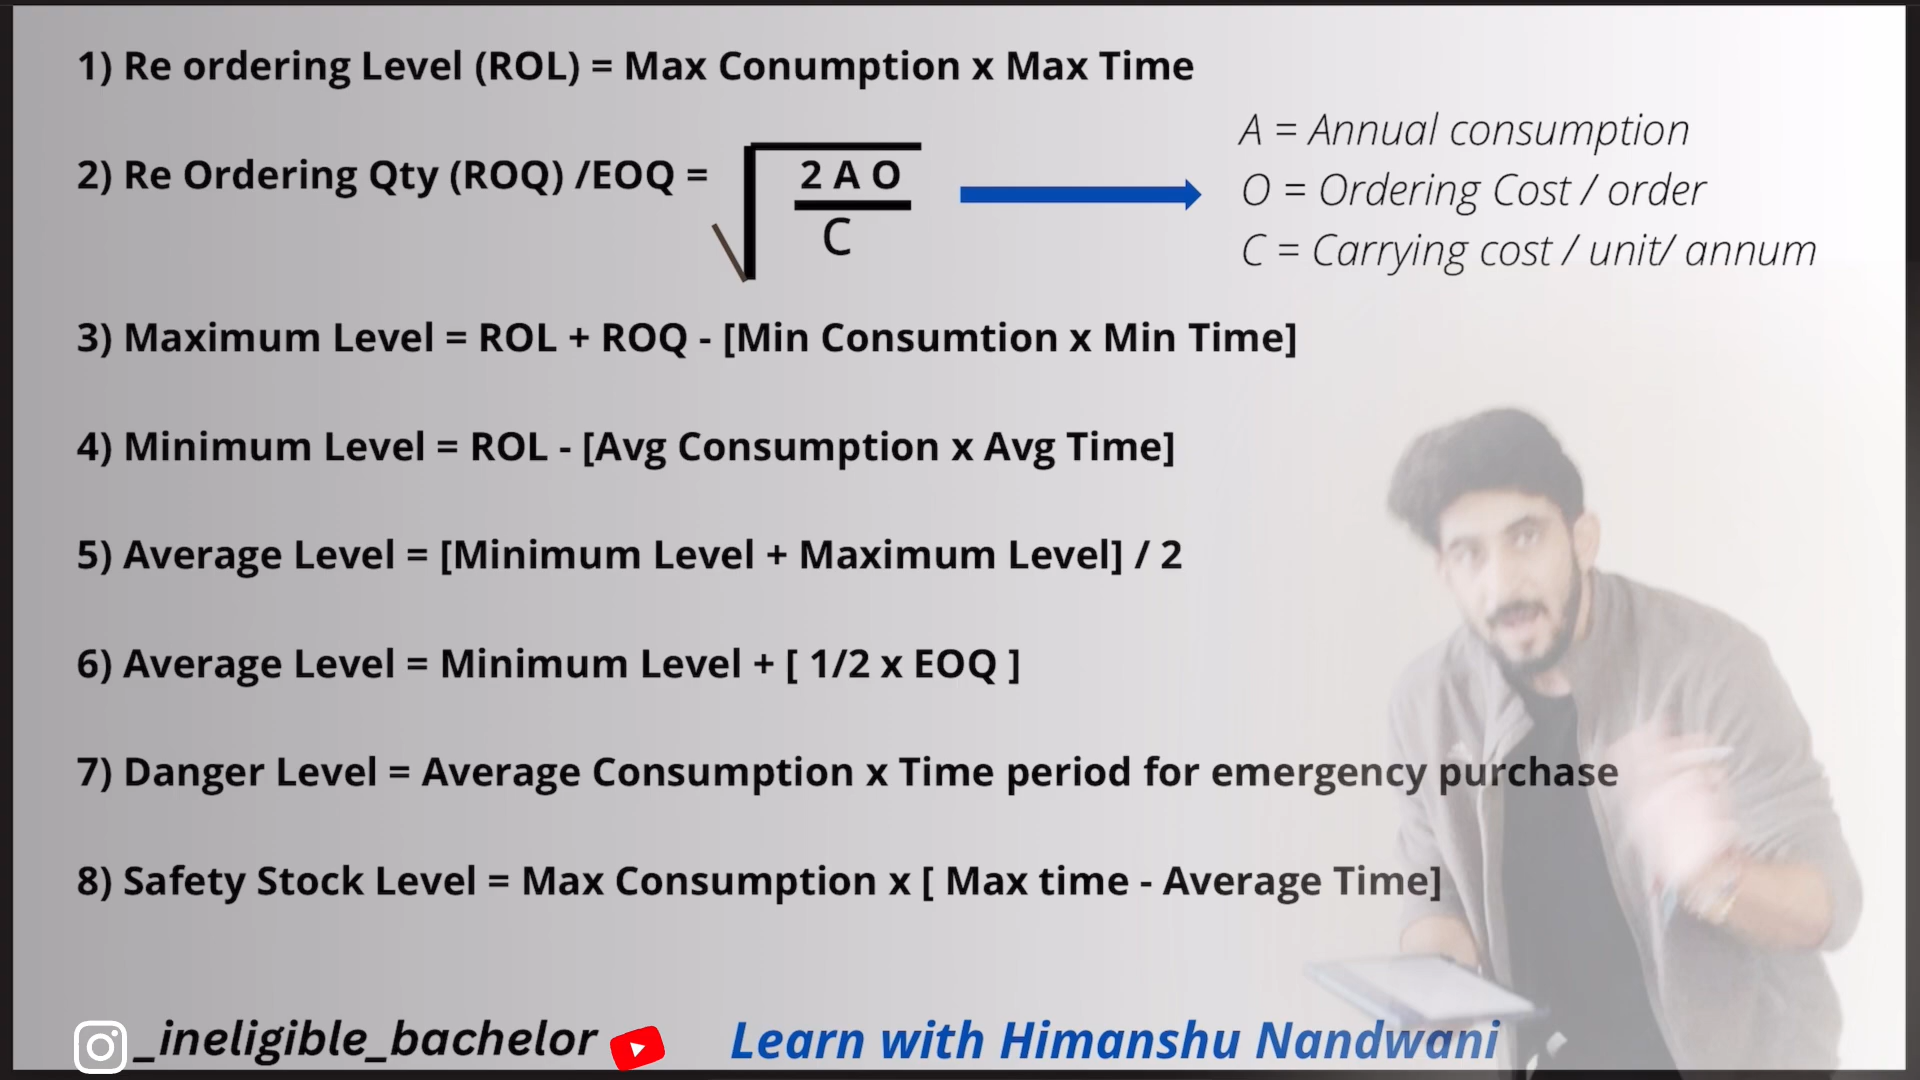 1) Re ordering Level (ROL) = Max Conumption x Max Time
2) Re Ordering Qty (ROQ) /EOQ = √ 2 A O / C
A = Annual consumption
O = Ordering Cost / order
C = Carrying cost / unit/ annum
3) Maximum Level = ROL + ROQ - [Min Consumtion x Min Time]
4) Minimum Level = ROL - [Avg Consumption x Avg Time]
5) Average Level = [Minimum Level + Maximum Level] / 2
6) Average Level = Minimum Level + [ 1/2 x EOQ ]
7) Danger Level = Average Consumption x Time period for emergency purchase
8) Safety Stock Level = Max Consumption x [ Max time - Average Time]
_ineligible_bachelor
Learn with Himanshu Nandwani